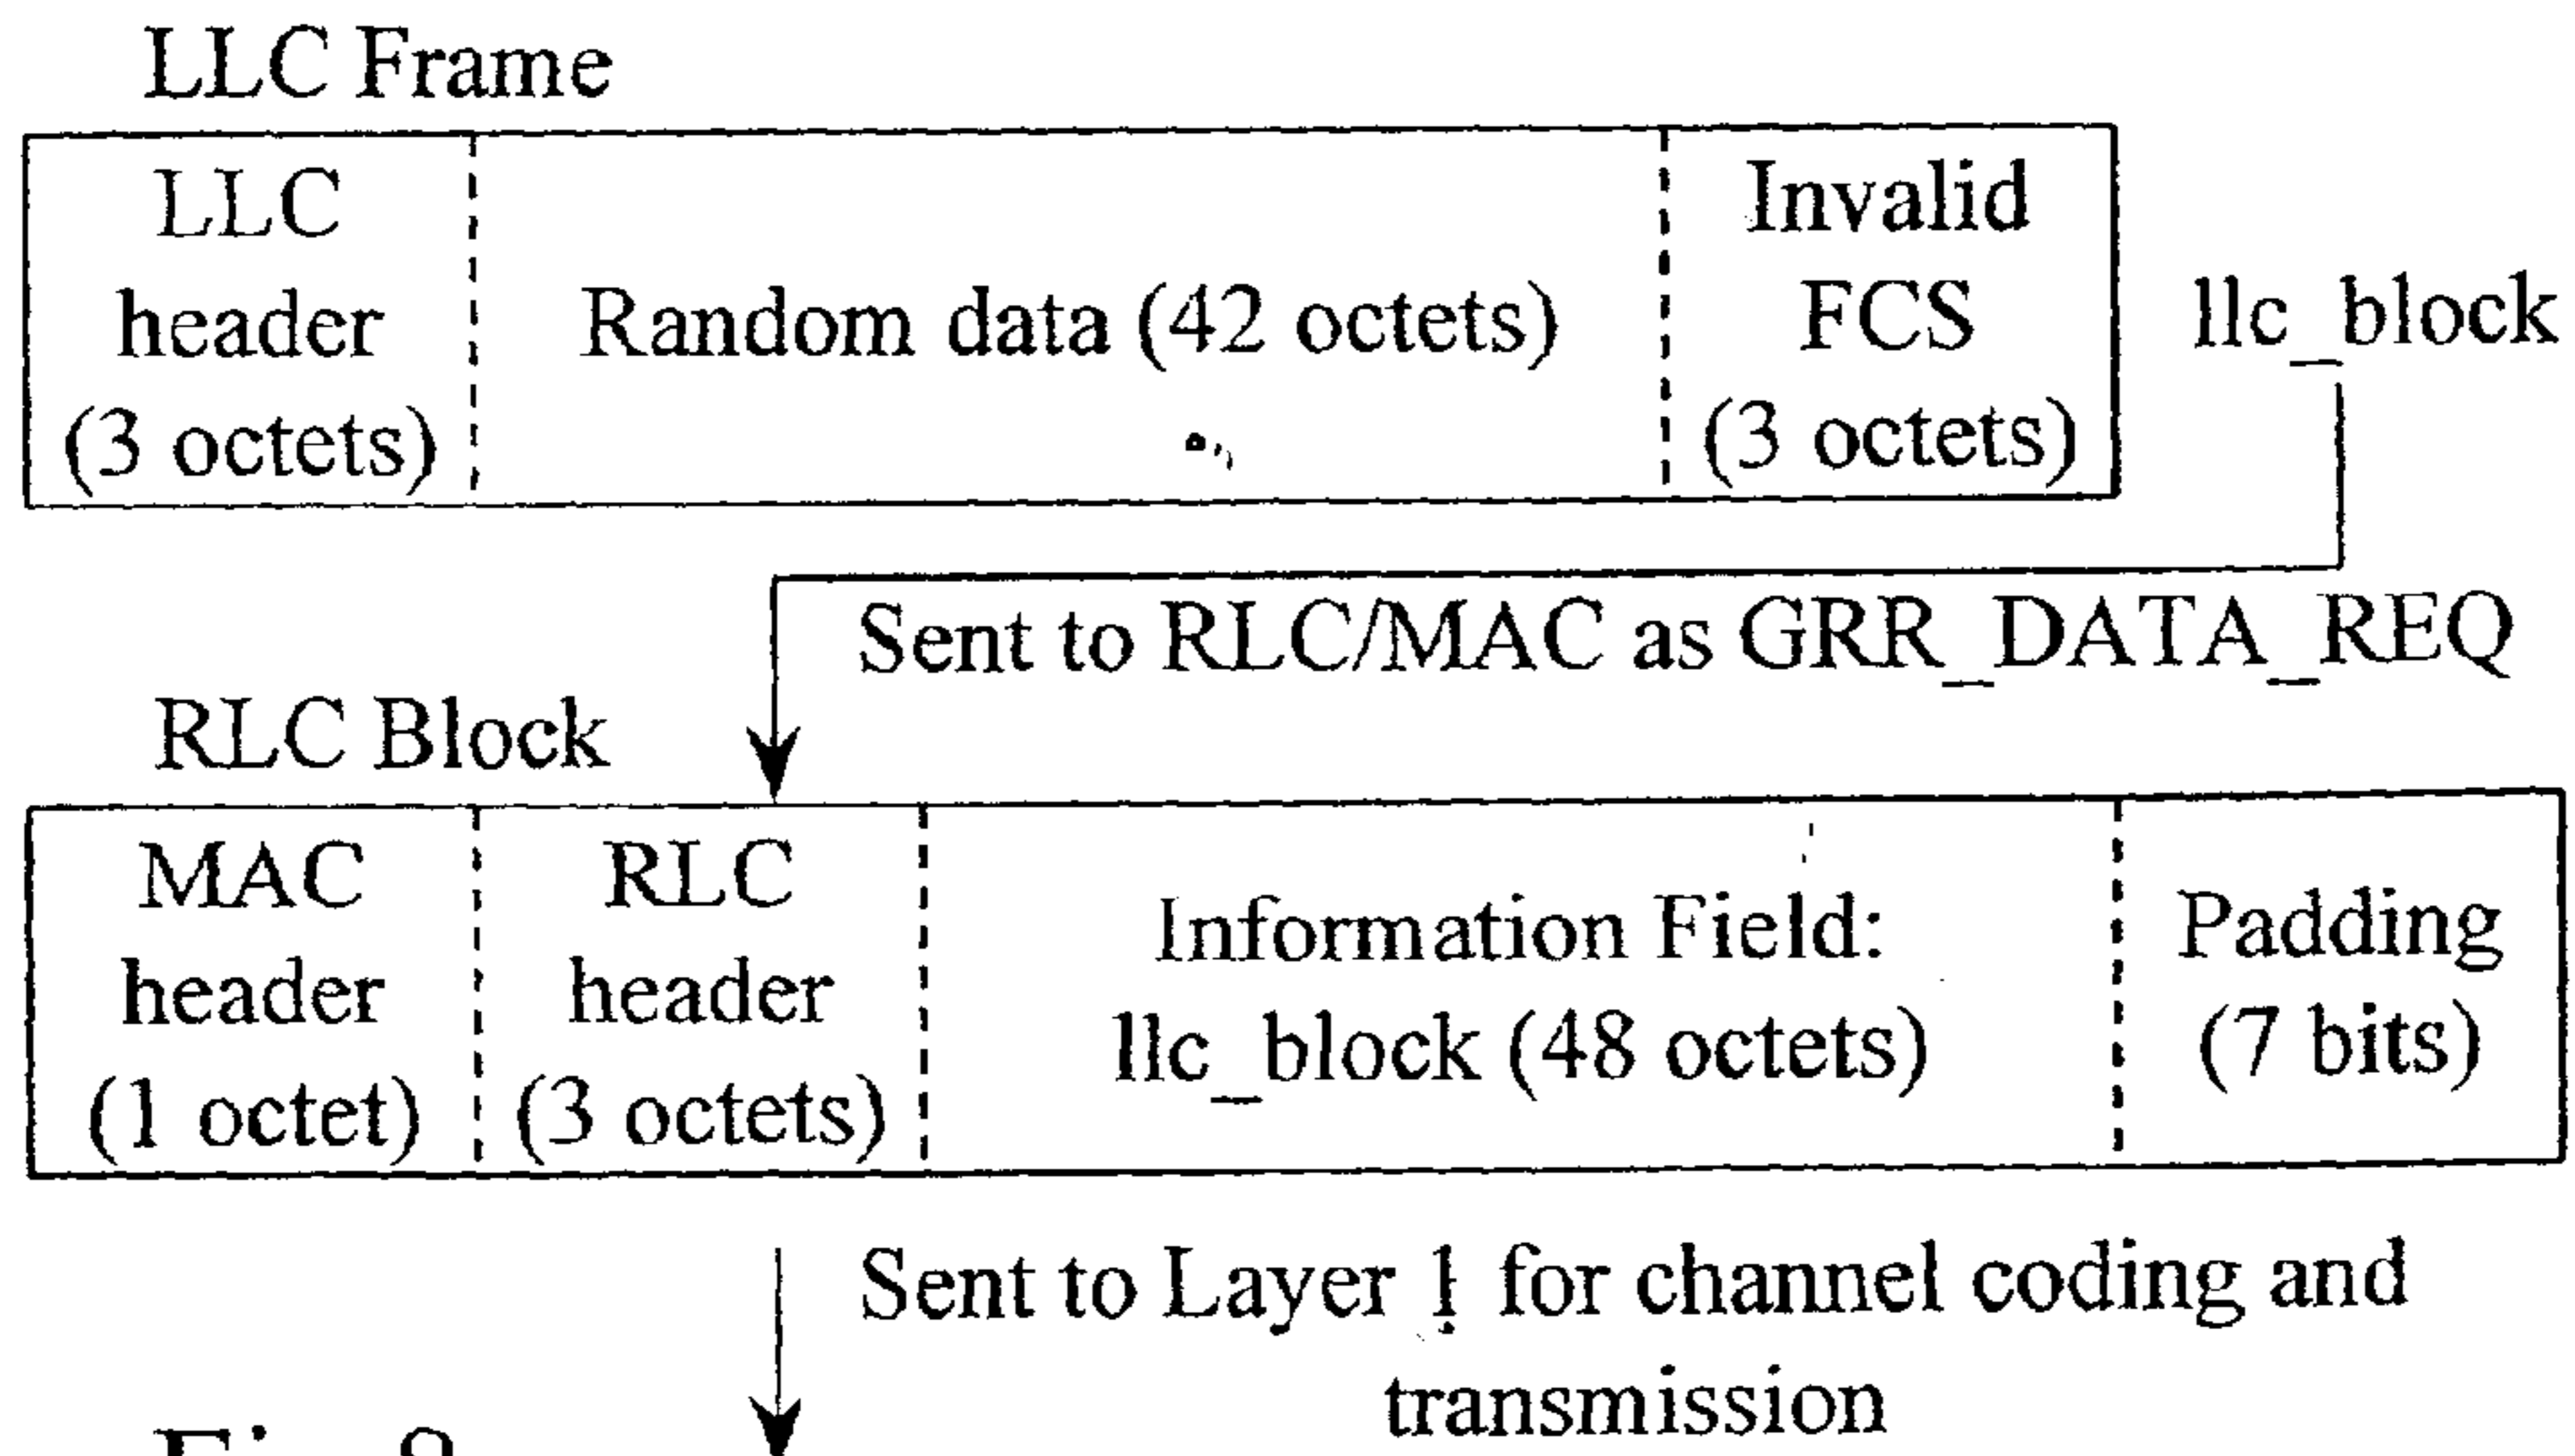 LLC Frame
LLC
header
(3 octets)
Random data (42 octets)
Invalid
FCS
(3 octets)
llc_block
Sent to RLC/MAC as GRR_DATA_REQ
RLC Block
MAC
header
(1 octet)
RLC
header
(3 octets)
Information Field:
llc_block (48 octets)
Padding
(7 bits)
Sent to Layer 1 for channel coding and
transmission